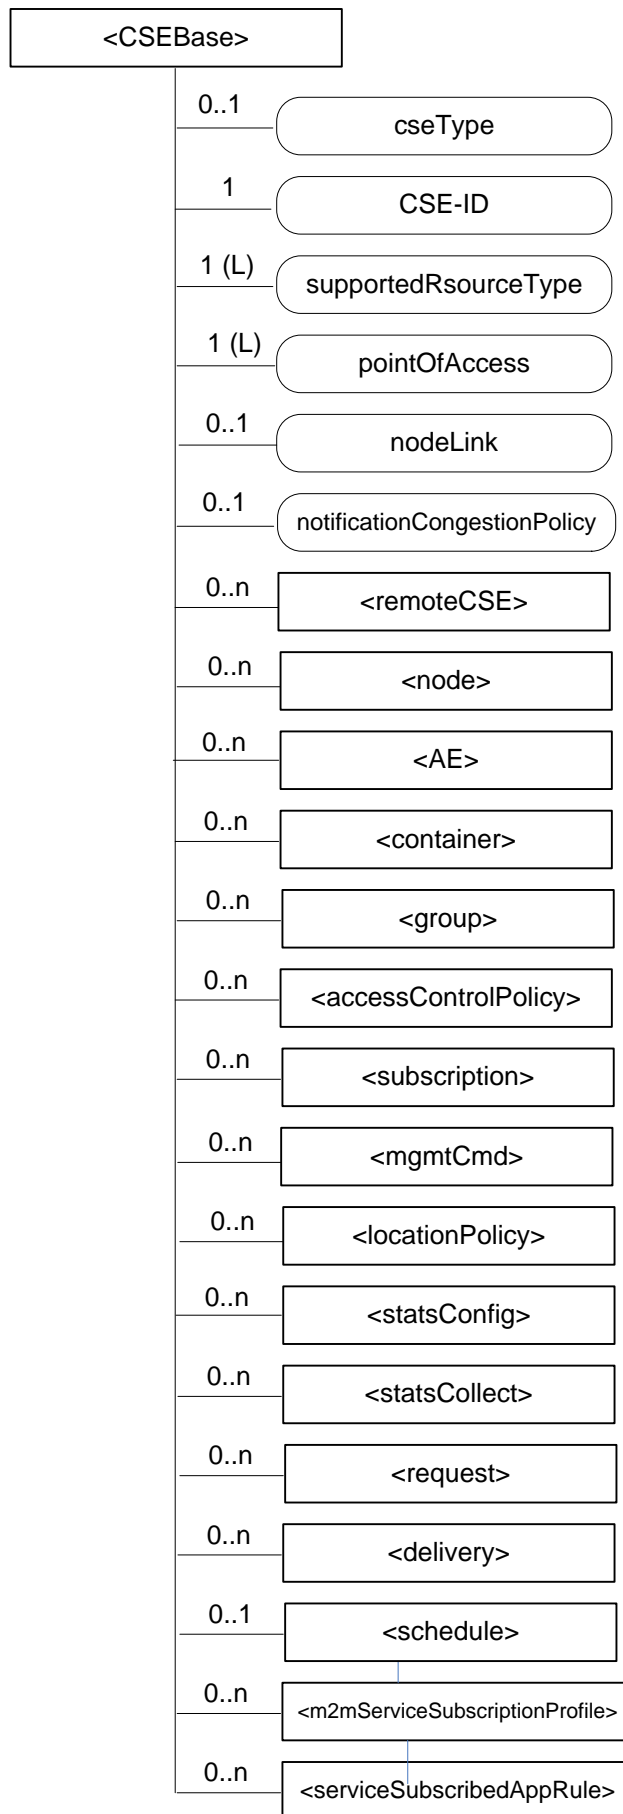 <CSEBase>
0..1
cseType
1
CSE-ID
1 (L)
supportedRsourceType
1 (L)
pointOfAccess
0..1
nodeLink
0..1
notificationCongestionPolicy
0..n
<remoteCSE>
0..n
<node>
0..n
<AE>
0..n
<container>
0..n
<group>
0..n
<accessControlPolicy>
0..n
<subscription>
0..n
<mgmtCmd>
0..n
<locationPolicy>
0..n
<statsConfig>
0..n
<statsCollect>
0..n
<request>
0..n
<delivery>
0..1
<schedule>
0..n
<m2mServiceSubscriptionProfile>
0..n
<serviceSubscribedAppRule>